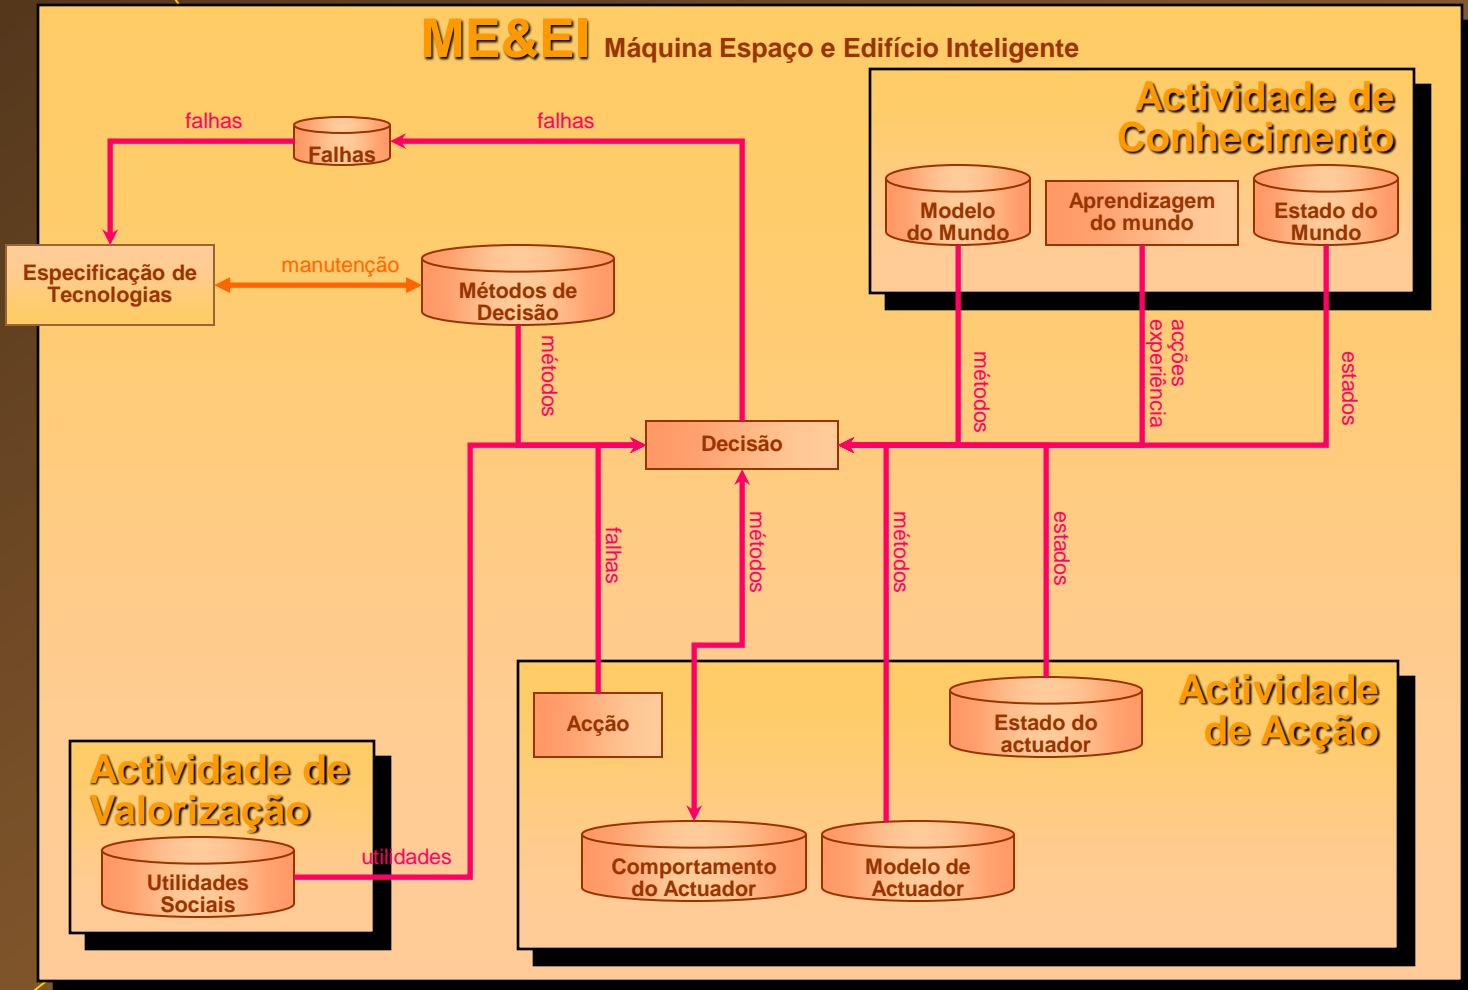 ME&EI Máquina Espaço e Edifício Inteligente
Actividade de
Conhecimento
falhas
falhas
Falhas
Modelo
do Mundo
Aprendizagem
do mundo
Estado do
Mundo
Especificação de
Tecnologias
manutenção
Métodos de
Decisão
métodos
métodos
acções
experiência
estados
Decisão
falhas
métodos
métodos
estados
Acção
Estado do
actuador
Actividade
de Acção
Actividade de
Valorização
utilidades
Utilidades
Sociais
Comportamento
do Actuador
Modelo de
Actuador